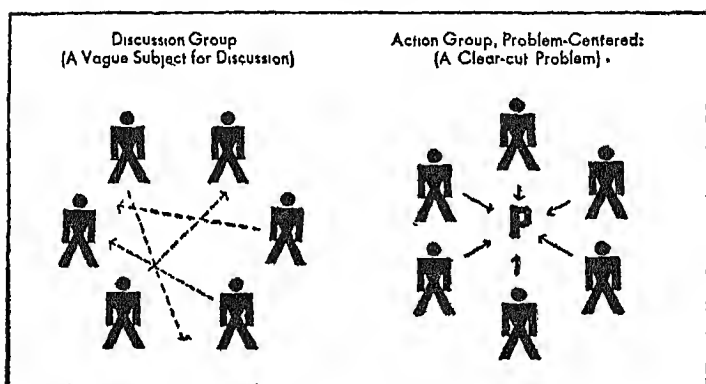 Discussion Group
(A Vague Subject for Discussion)
Action Group, Problem-Centered:
(A Clear-cut Problem) .
P